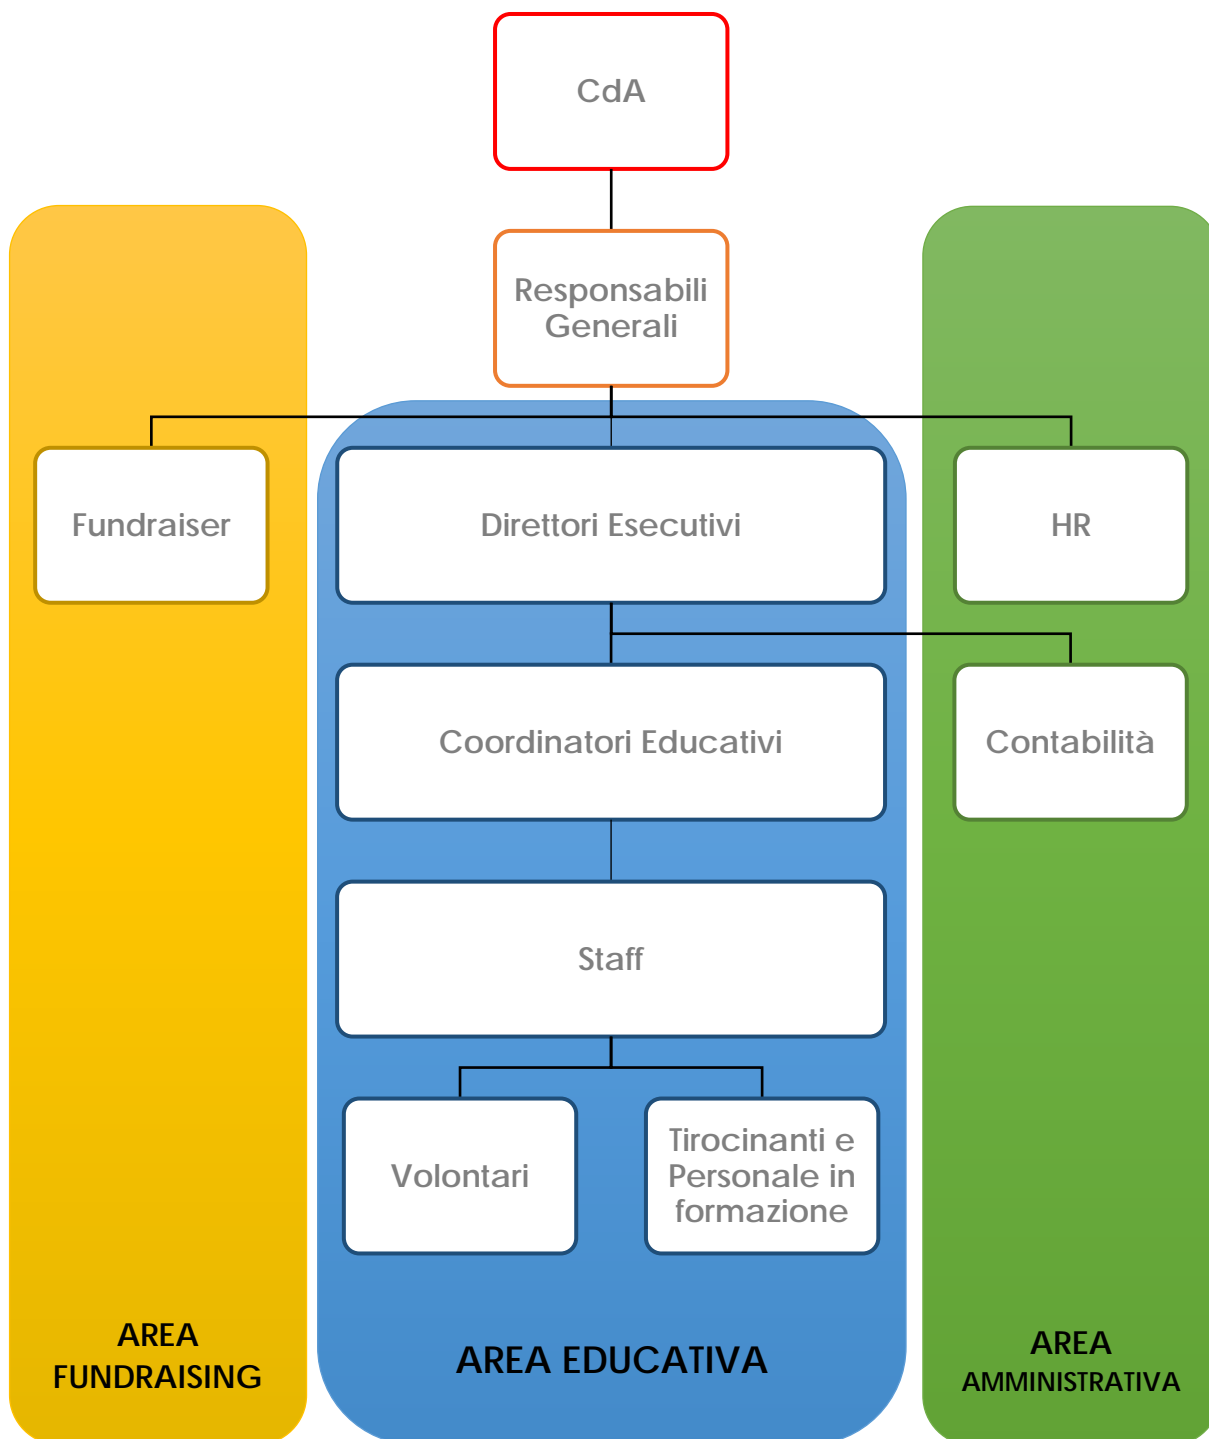 CdA
Responsabili
Generali
Fundraiser
Direttori Esecutivi
HR
Coordinatori Educativi
Contabilità
Staff
Volontari
Tirocinanti e
Personale in
formazione
AREA
FUNDRAISING
AREA EDUCATIVA
AREA
AMMINISTRATIVA